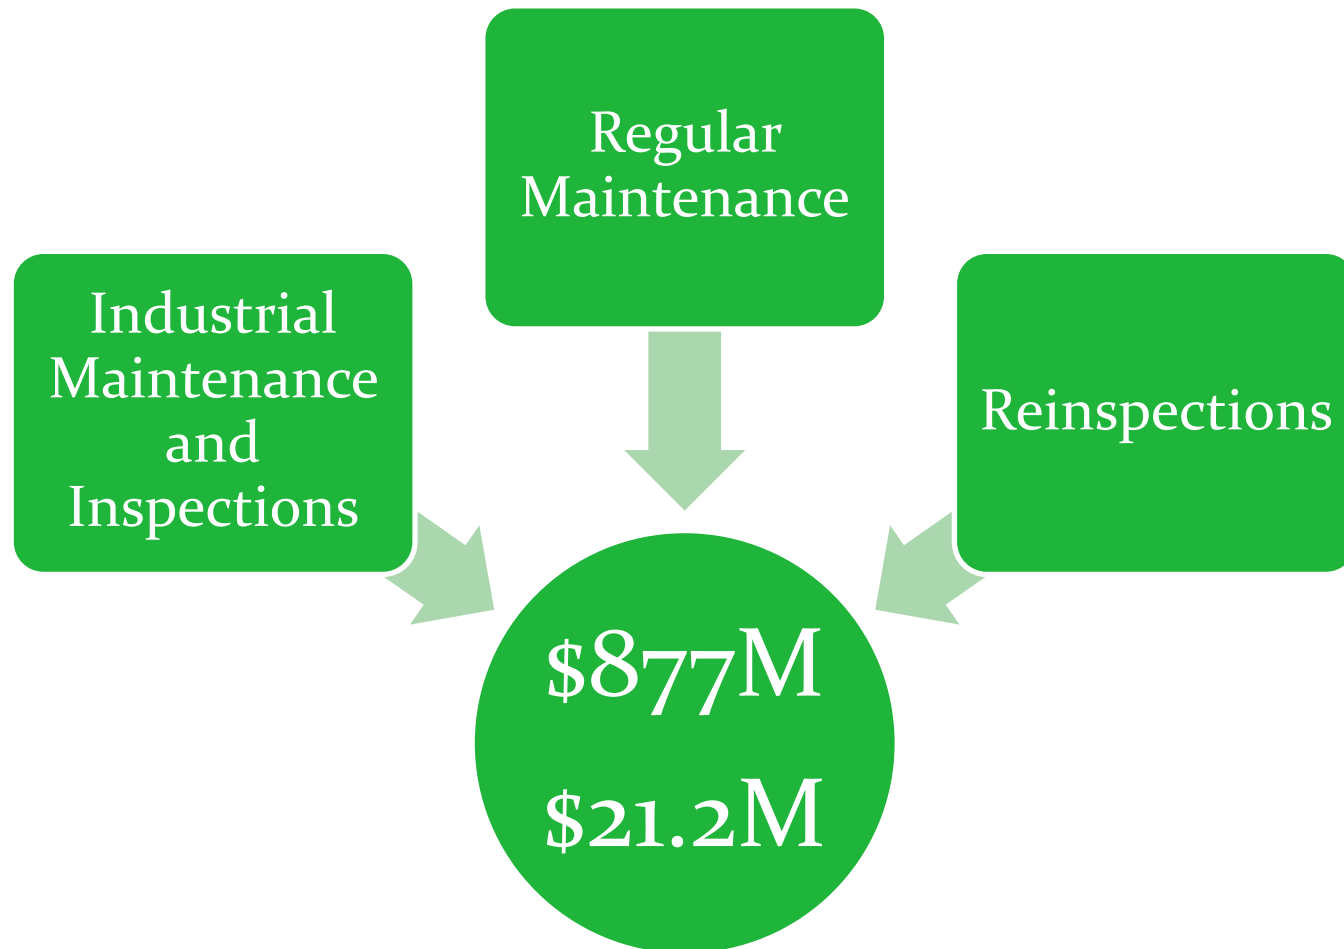 Regular
Maintenance
Industrial
Maintenance
and
Inspections
Reinspections
$877M
$21.2M